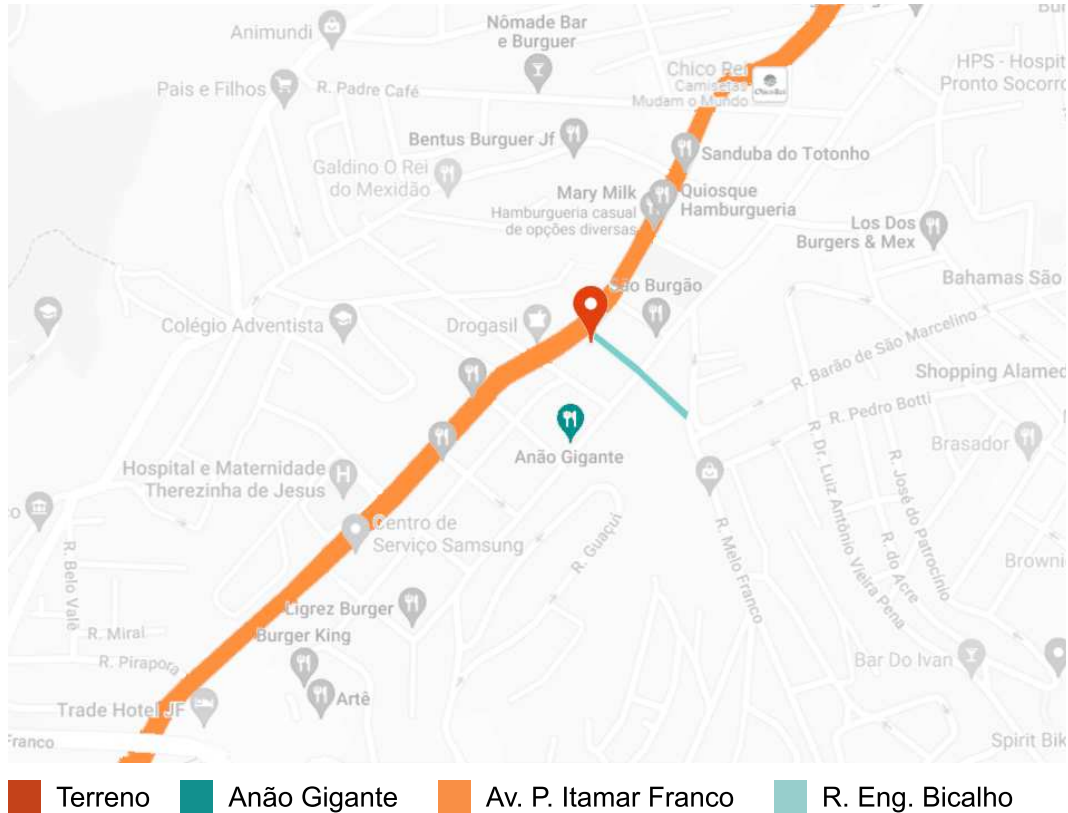 Nômade Bar
e Burguer
Animundi
HPS - Hospit
Pronto Socorro
Chico Rei
Camisetas
Mudam o Mundo
Chico Rei
Pais e Filhos
R. Padre Café
Bentus Burguer Jf
Sanduba do Totonho
Galdino O Rei
do Mexidão
Mary Milk
Hamburgueria casual
de opções diversas
Quiosque
Hamburgueria
Los Dos
Burgers & Mex
Bahamas São
São Burgão
Colégio Adventista
Drogasil
R. Barão de São Marcelino
Shopping Alamed
R. Pedro Botti
Brasador
Anão Gigante
Hospital e Maternidade
Therezinha de Jesus
R. Dr. Luiz Antônio Vieira Pena
R. José do Patrocínio
R. do Acre
Centro de
Serviço Samsung
R. Guaçuí
R. Melo Franco
R. Belo Vale
Browni
Ligrez Burger
Burger King
R. Miral
R. Pirapora
Bar Do Ivan
Artê
Trade Hotel JF
Franco
Spirit Bik
Terreno
Anão Gigante
Av. P. Itamar Franco
R. Eng. Bicalho